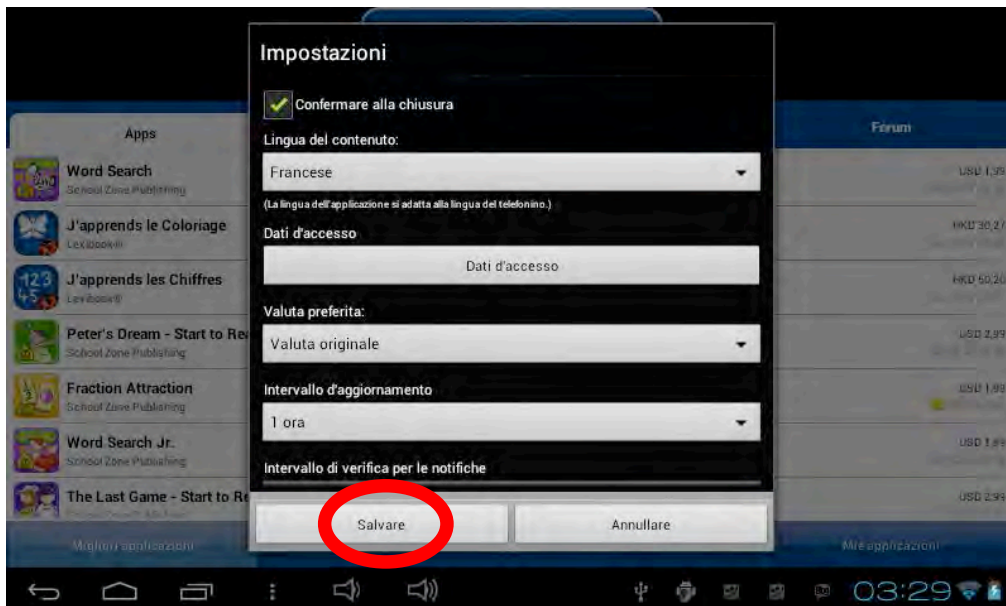 Impostazioni
Confermare alla chiusura
Lingua del contenuto:
Francese
(La lingua dell'applicazione si adatta alla lingua del telefonino.)
Dati d'accesso
Dati d'accesso
Valuta preferita:
Valuta originale
Intervallo d'aggiornamento
1 ora
Intervallo di verifica per le notifiche
Salvare
Annullare
Apps
Forum
Word Search
School Zone Publishing
USD 1,99
J'apprends le Coloriage
Lexibook®
HKD 30,27
J'apprends les Chiffres
Lexibook®
HKD 50,20
Peter's Dream - Start to Re
School Zone Publishing
USD 2,99
Fraction Attraction
School Zone Publishing
USD 1,99
Word Search Jr.
School Zone Publishing
USD 1,99
The Last Game - Start to Re
USD 2,99
Migliori applicazioni
Mie applicazioni
03:29